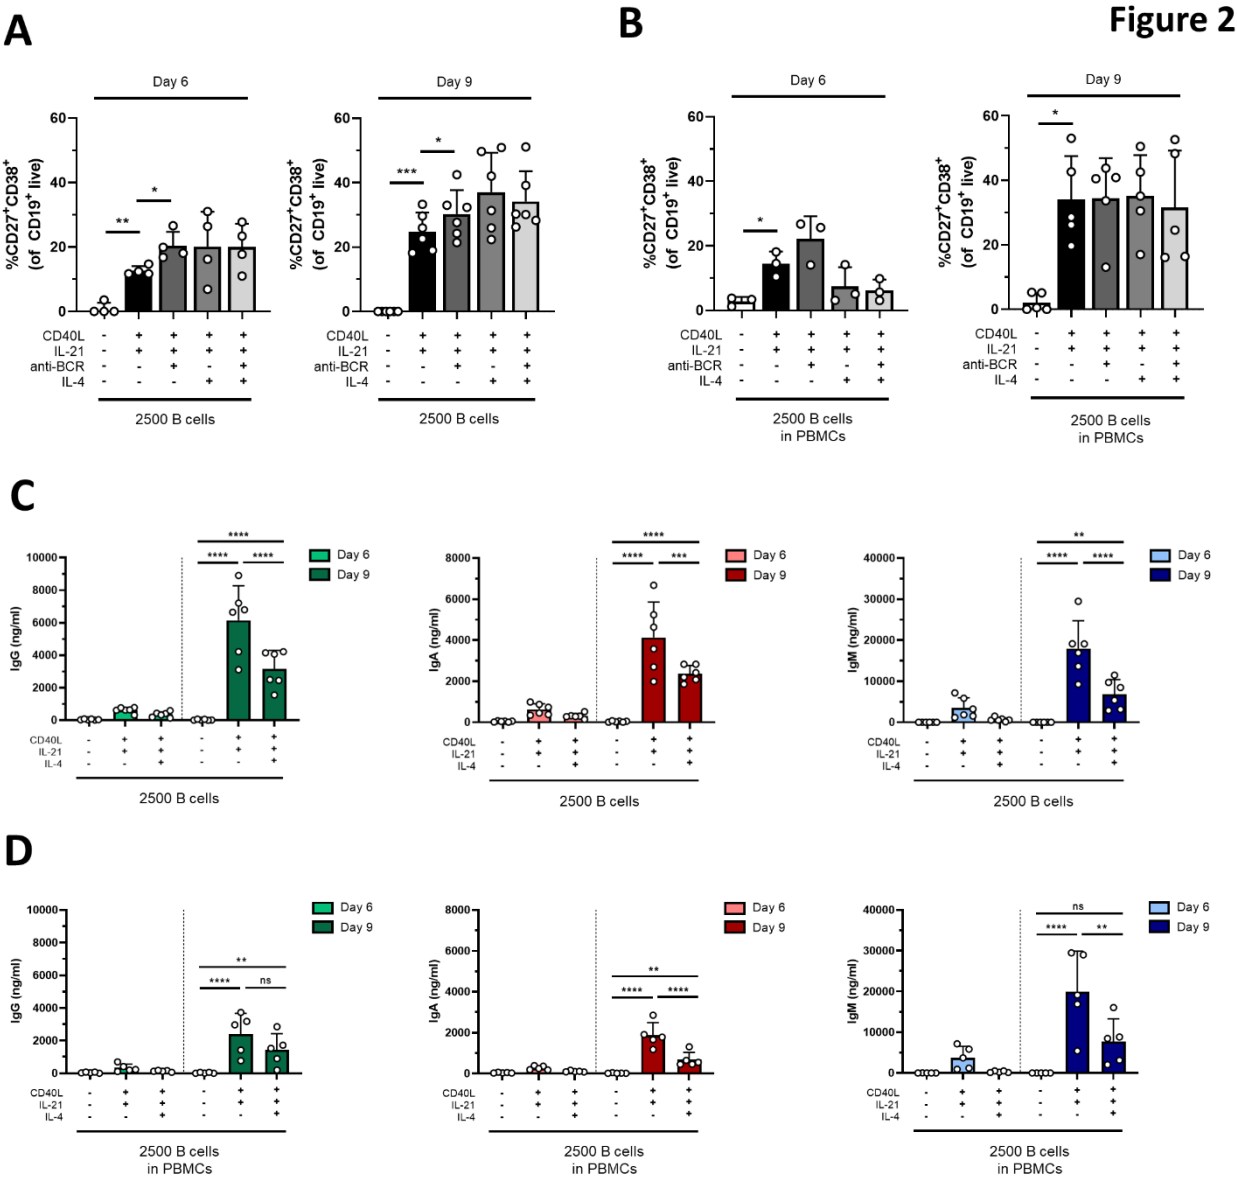 Figure 2
A
Day 6
%CD27+CD38+
(of CD19+ live)
60
40
20
0
**
*
CD40L - + + + +
IL-21 - + + + +
anti-BCR - - + - +
IL-4 - - - + +
2500 B cells
Day 9
%CD27+CD38+
(of CD19+ live)
60
40
20
0
***
*
CD40L - + + + +
IL-21 - + + + +
anti-BCR - - + - +
IL-4 - - - + +
2500 B cells
B
Day 6
%CD27+CD38+
(of CD19+ live)
60
40
20
0
*
CD40L - + + + +
IL-21 - + + + +
anti-BCR - - + - +
IL-4 - - - + +
2500 B cells
in PBMCs
Day 9
%CD27+CD38+
(of CD19+ live)
60
40
20
0
*
CD40L - + + + +
IL-21 - + + + +
anti-BCR - - + - +
IL-4 - - - + +
2500 B cells
in PBMCs
C
IgG (ng/ml)
10000
8000
6000
4000
2000
0
****
**** ****
Day 6
Day 9
CD40L - + + - + +
IL-21 - + + - + +
IL-4 - - + - - +
2500 B cells
IgA (ng/ml)
8000
6000
4000
2000
0
****
**** ***
Day 6
Day 9
CD40L - + + - + +
IL-21 - + + - + +
IL-4 - - + - - +
2500 B cells
IgM (ng/ml)
40000
30000
20000
10000
0
**
**** ****
Day 6
Day 9
CD40L - + + - + +
IL-21 - + + - + +
IL-4 - - + - - +
2500 B cells
D
IgG (ng/ml)
10000
8000
6000
4000
2000
0
**
**** ns
Day 6
Day 9
CD40L - + + - + +
IL-21 - + + - + +
IL-4 - - + - - +
2500 B cells
in PBMCs
IgA (ng/ml)
8000
6000
4000
2000
0
**
**** ****
Day 6
Day 9
CD40L - + + - + +
IL-21 - + + - + +
IL-4 - - + - - +
2500 B cells
in PBMCs
IgM (ng/ml)
40000
30000
20000
10000
0
ns
**** **
Day 6
Day 9
CD40L - + + - + +
IL-21 - + + - + +
IL-4 - - + - - +
2500 B cells
in PBMCs